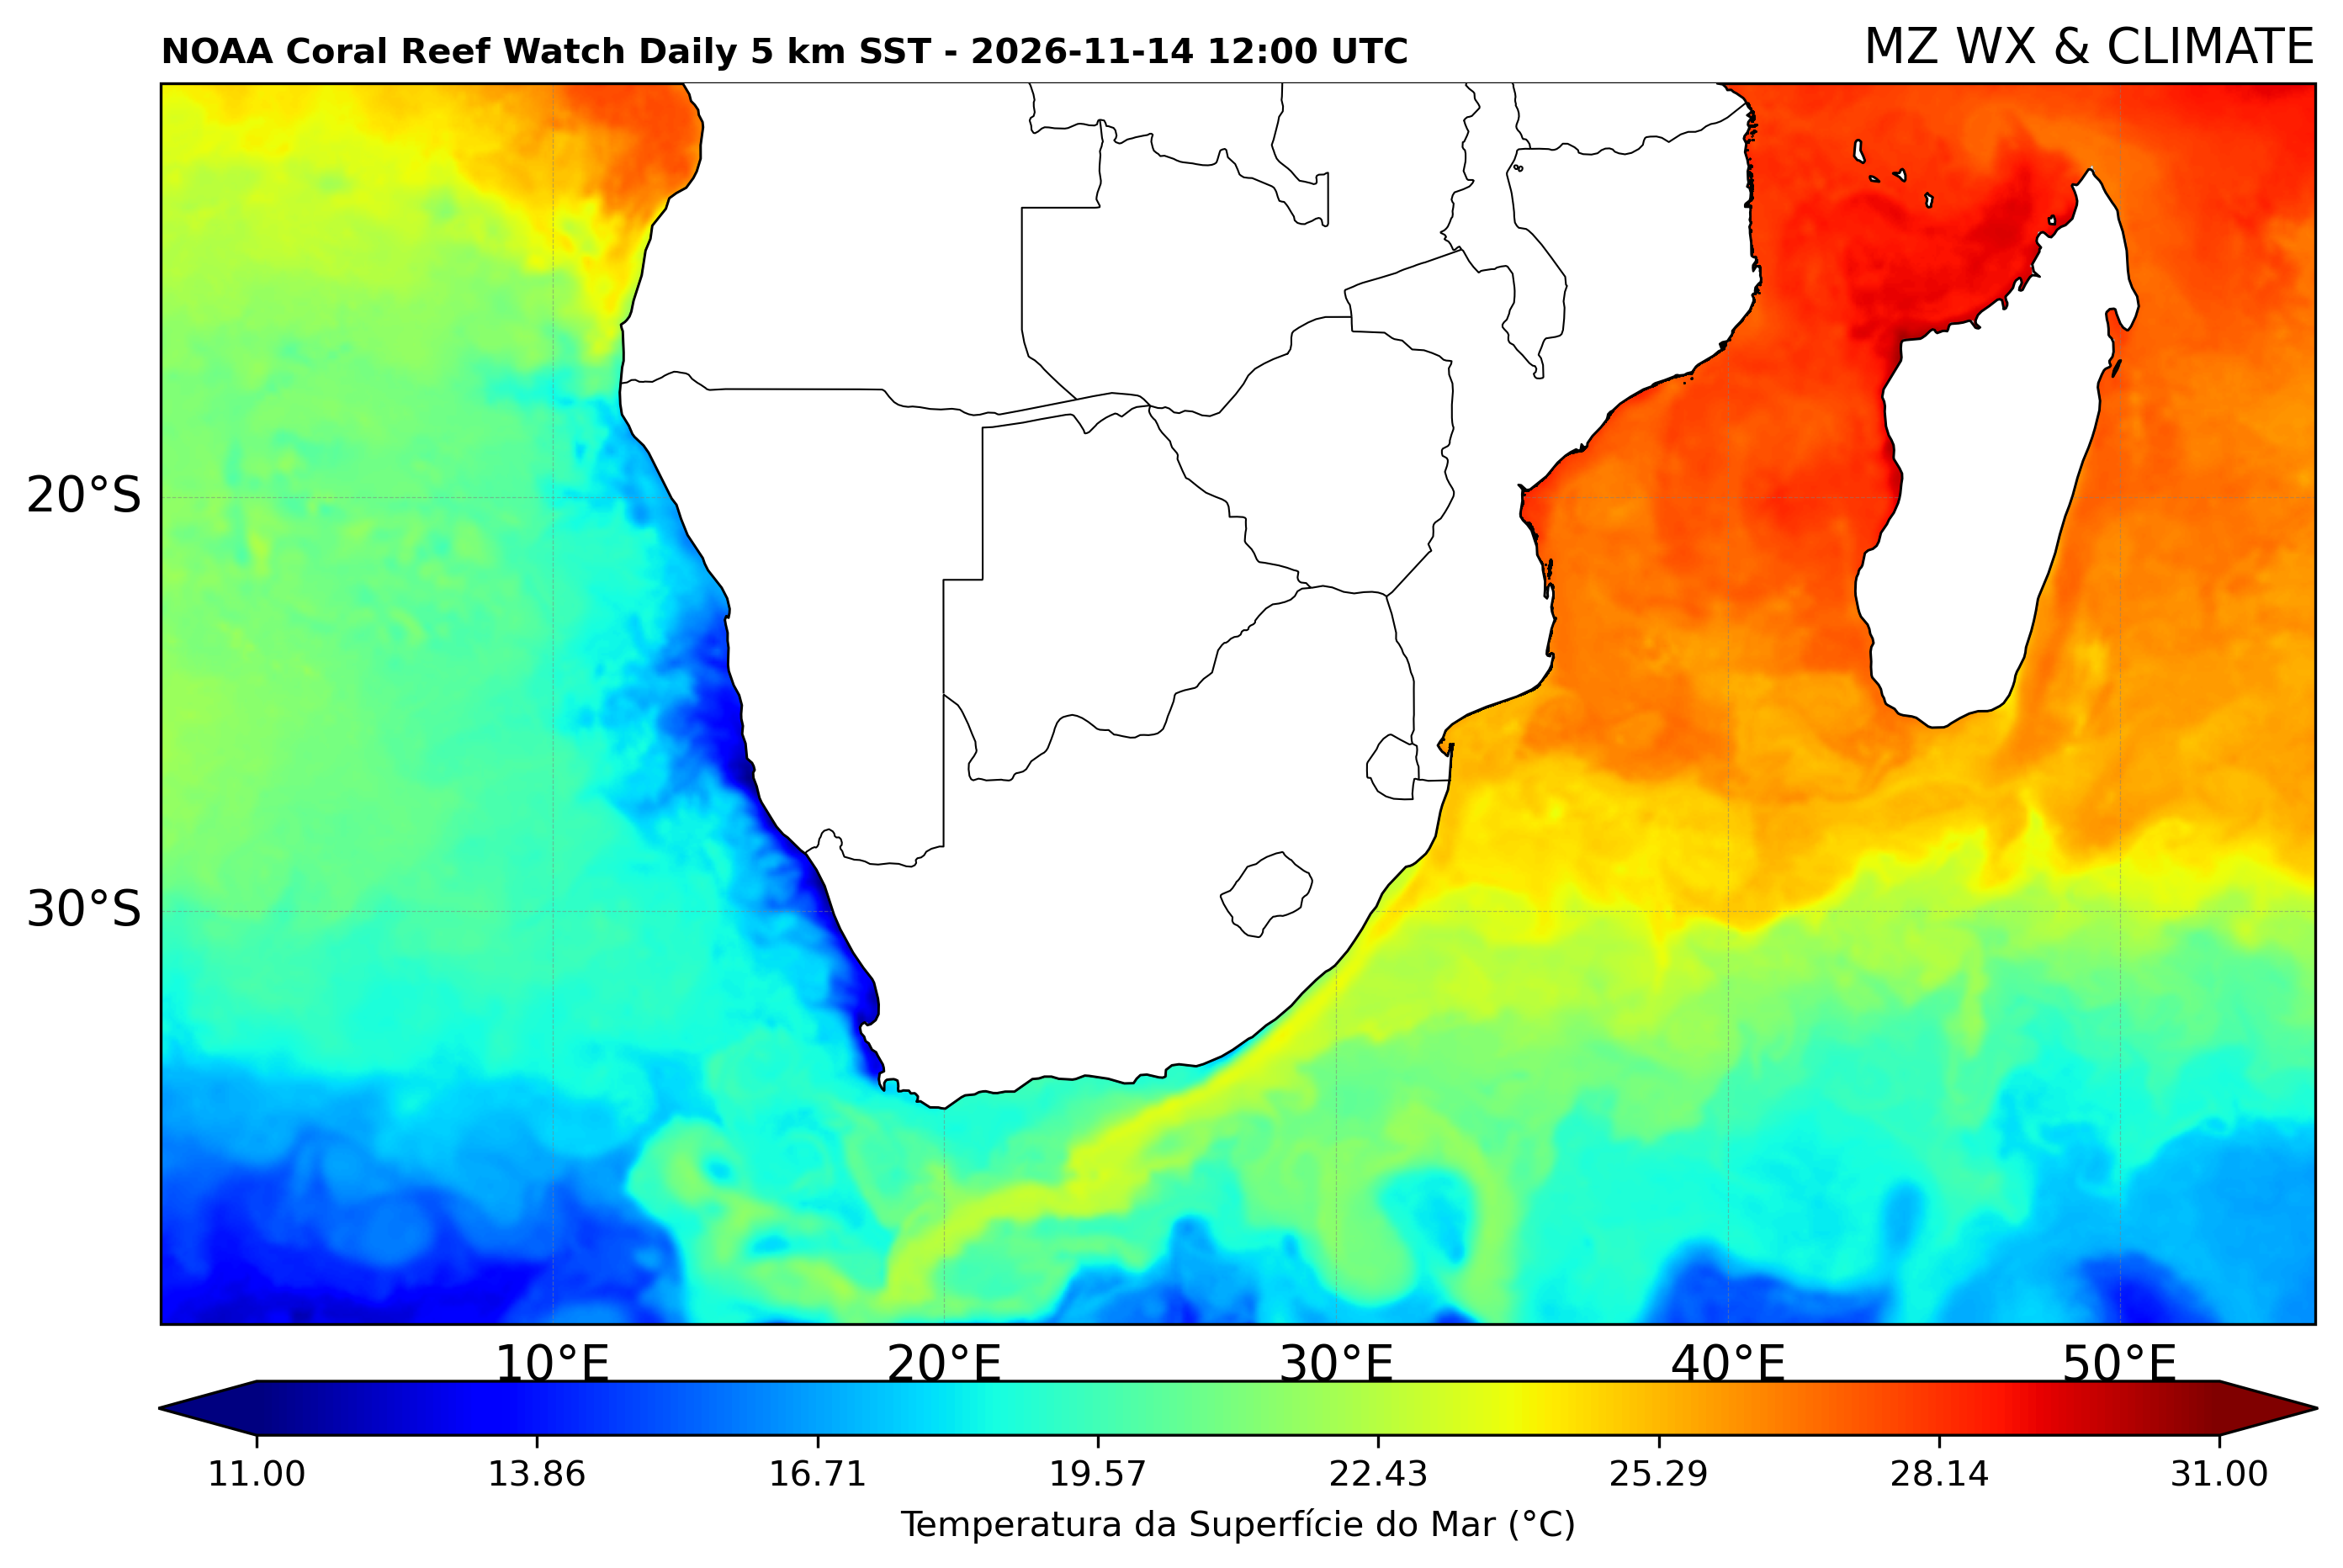 NOAA Coral Reef Watch Daily 5 km SST - 2026-11-14 12:00 UTC
MZ WX & CLIMATE
20°S
30°S
10°E 20°E 30°E 40°E 50°E
11.00 13.86 16.71 19.57 22.43 25.29 28.14 31.00
Temperatura da Superfície do Mar (°C)